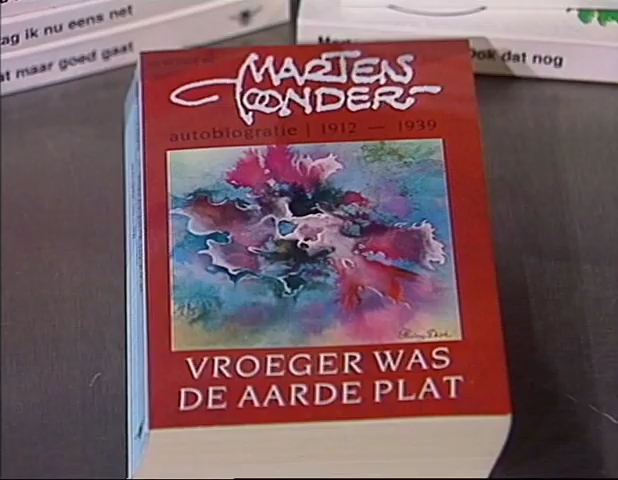 ag ik nu eens net
at maar goed gaat
Ook dat nog
MARTEN
TOONDER
autobiografie | 1912 — 1939
VROEGER WAS
DE AARDE PLAT